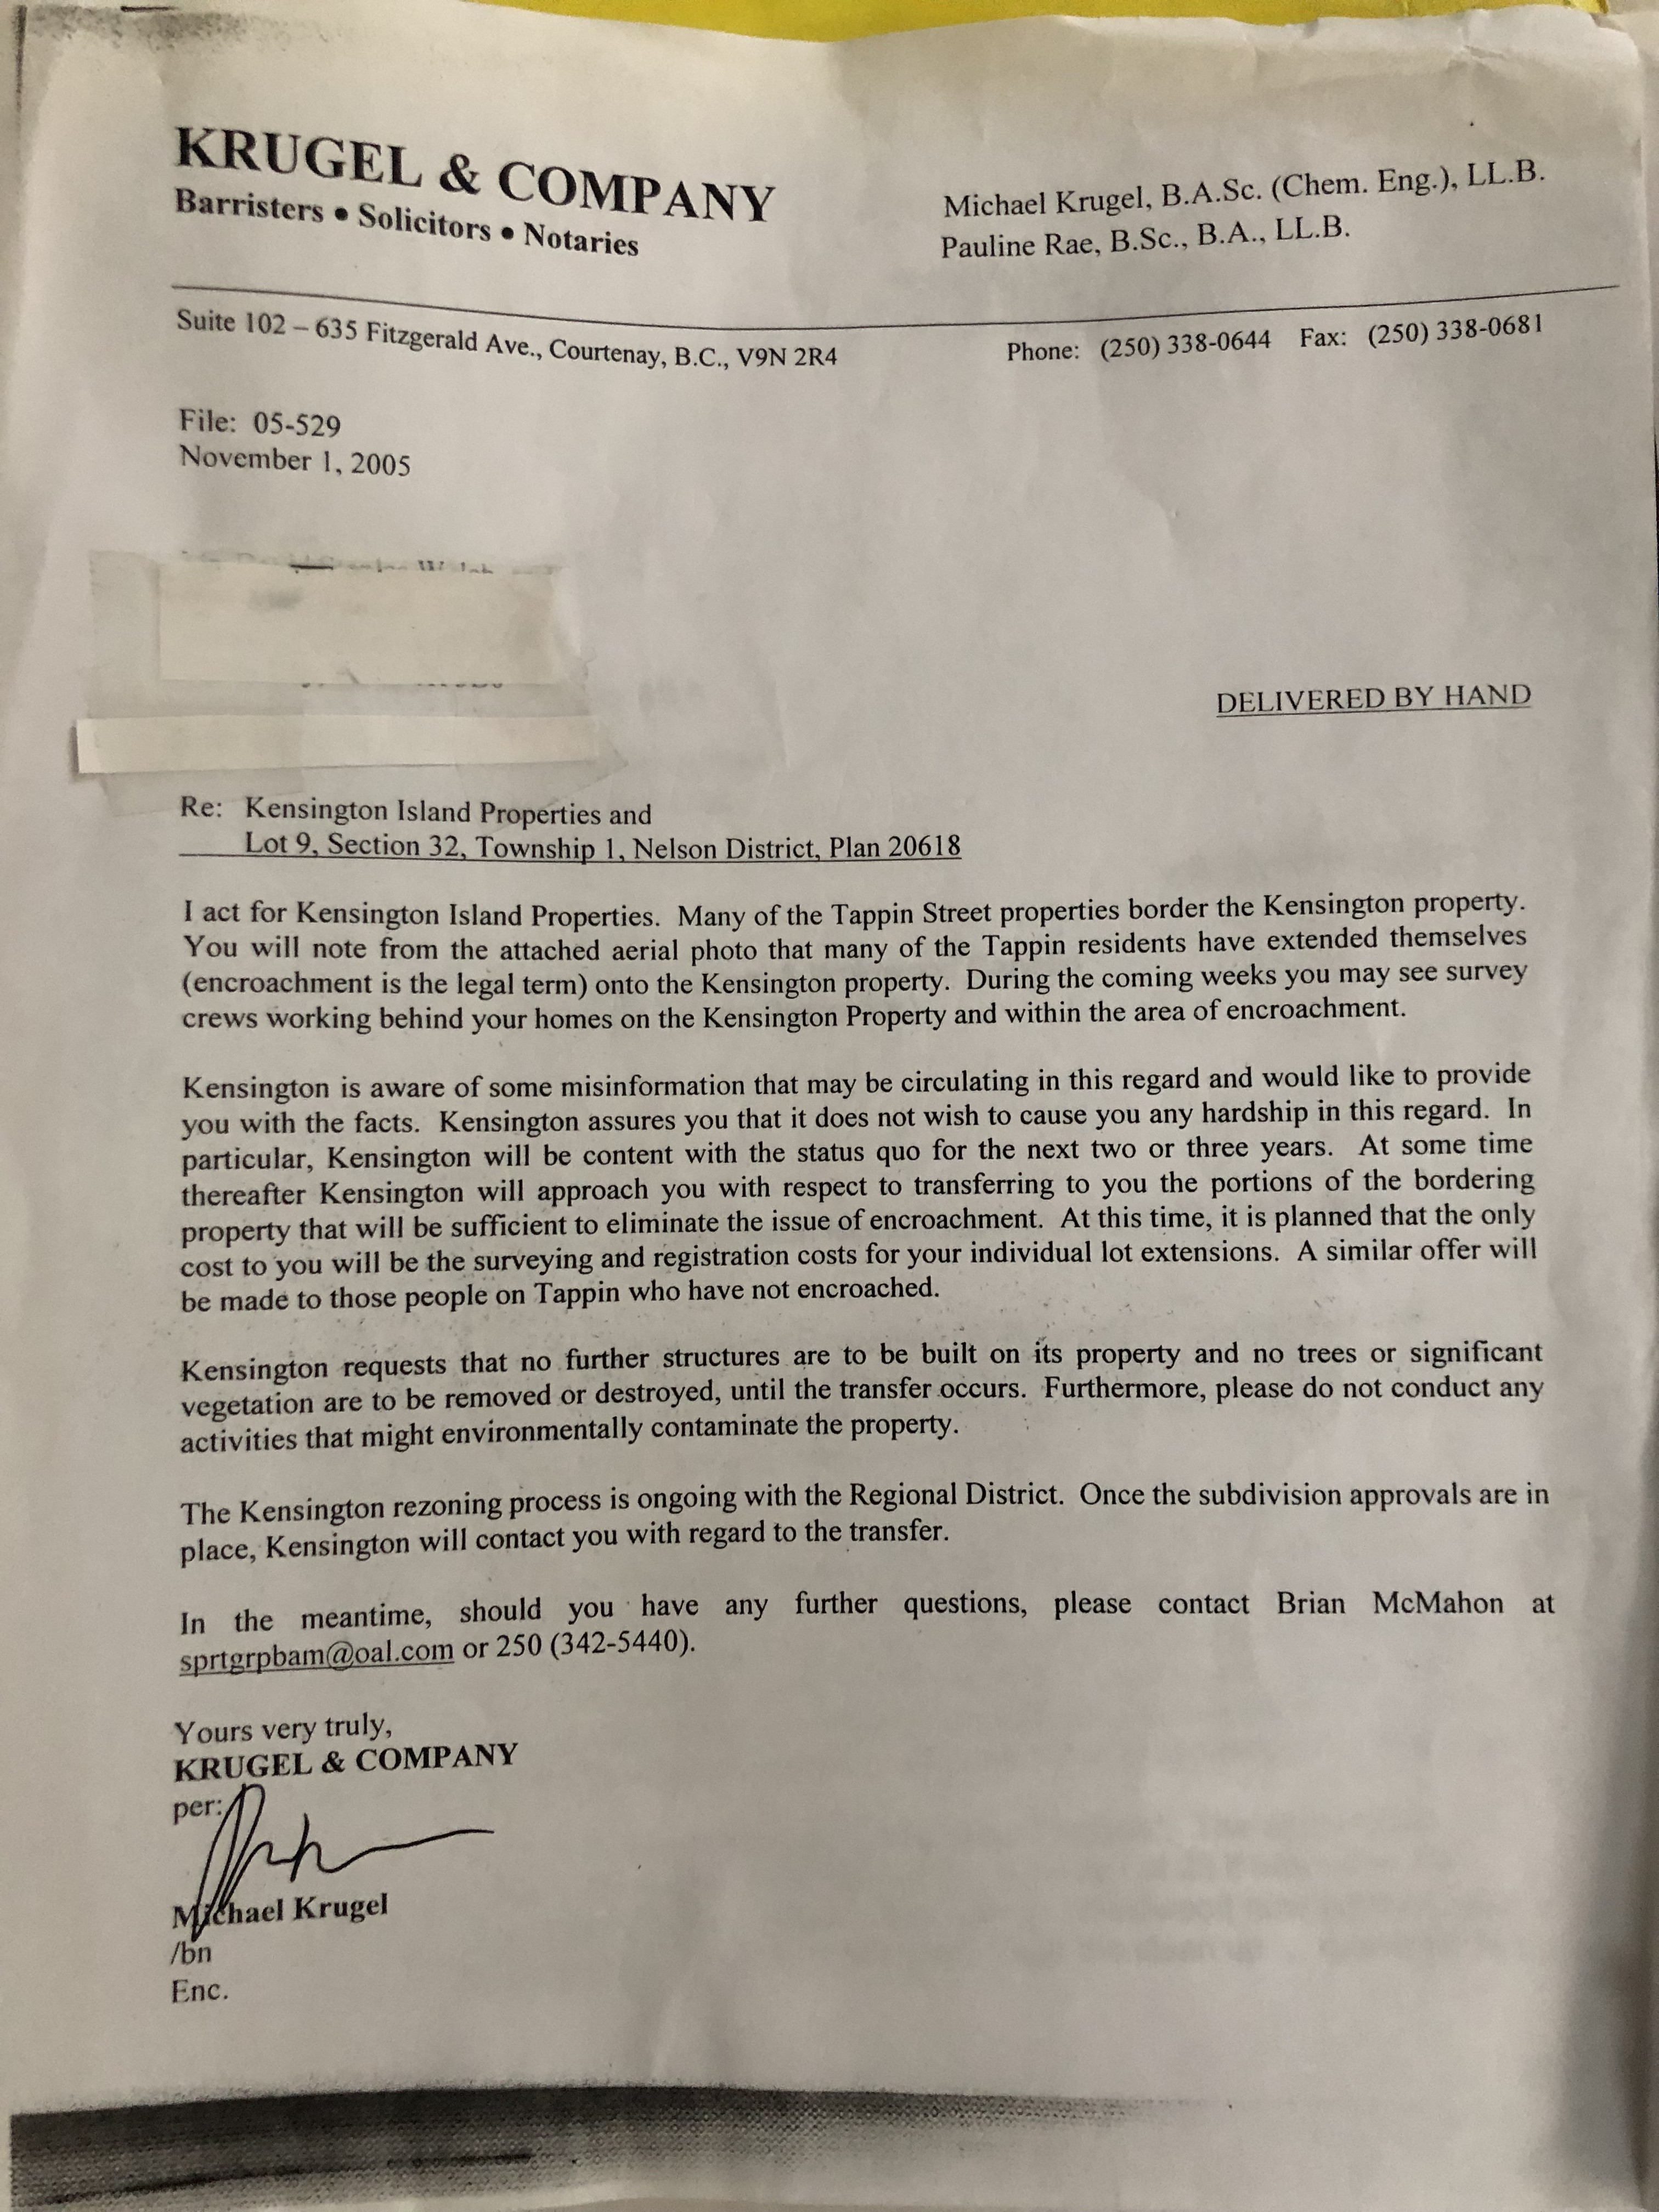 KRUGEL & COMPANY
Barristers • Solicitors • Notaries
Michael Krugel, B.A.Sc. (Chem. Eng.), LL.B.
Pauline Rae, B.Sc., B.A., LL.B.
Suite 102 – 635 Fitzgerald Ave., Courtenay, B.C., V9N 2R4
Phone: (250) 338-0644 Fax: (250) 338-0681
File: 05-529
November 1, 2005
DELIVERED BY HAND
Re: Kensington Island Properties and
Lot 9, Section 32, Township 1, Nelson District, Plan 20618
I act for Kensington Island Properties. Many of the Tappin Street properties border the Kensington property.
You will note from the attached aerial photo that many of the Tappin residents have extended themselves
(encroachment is the legal term) onto the Kensington property. During the coming weeks you may see survey
crews working behind your homes on the Kensington Property and within the area of encroachment.
Kensington is aware of some misinformation that may be circulating in this regard and would like to provide
you with the facts. Kensington assures you that it does not wish to cause you any hardship in this regard. In
particular, Kensington will be content with the status quo for the next two or three years. At some time
thereafter Kensington will approach you with respect to transferring to you the portions of the bordering
property that will be sufficient to eliminate the issue of encroachment. At this time, it is planned that the only
cost to you will be the surveying and registration costs for your individual lot extensions. A similar offer will
be made to those people on Tappin who have not encroached.
Kensington requests that no further structures are to be built on its property and no trees or significant
vegetation are to be removed or destroyed, until the transfer occurs. Furthermore, please do not conduct any
activities that might environmentally contaminate the property.
The Kensington rezoning process is ongoing with the Regional District. Once the subdivision approvals are in
place, Kensington will contact you with regard to the transfer.
In the meantime, should you have any further questions, please contact Brian McMahon at
sprtgrpbam@oal.com or 250 (342-5440).
Yours very truly,
KRUGEL & COMPANY
per:
Michael Krugel
/bn
Enc.